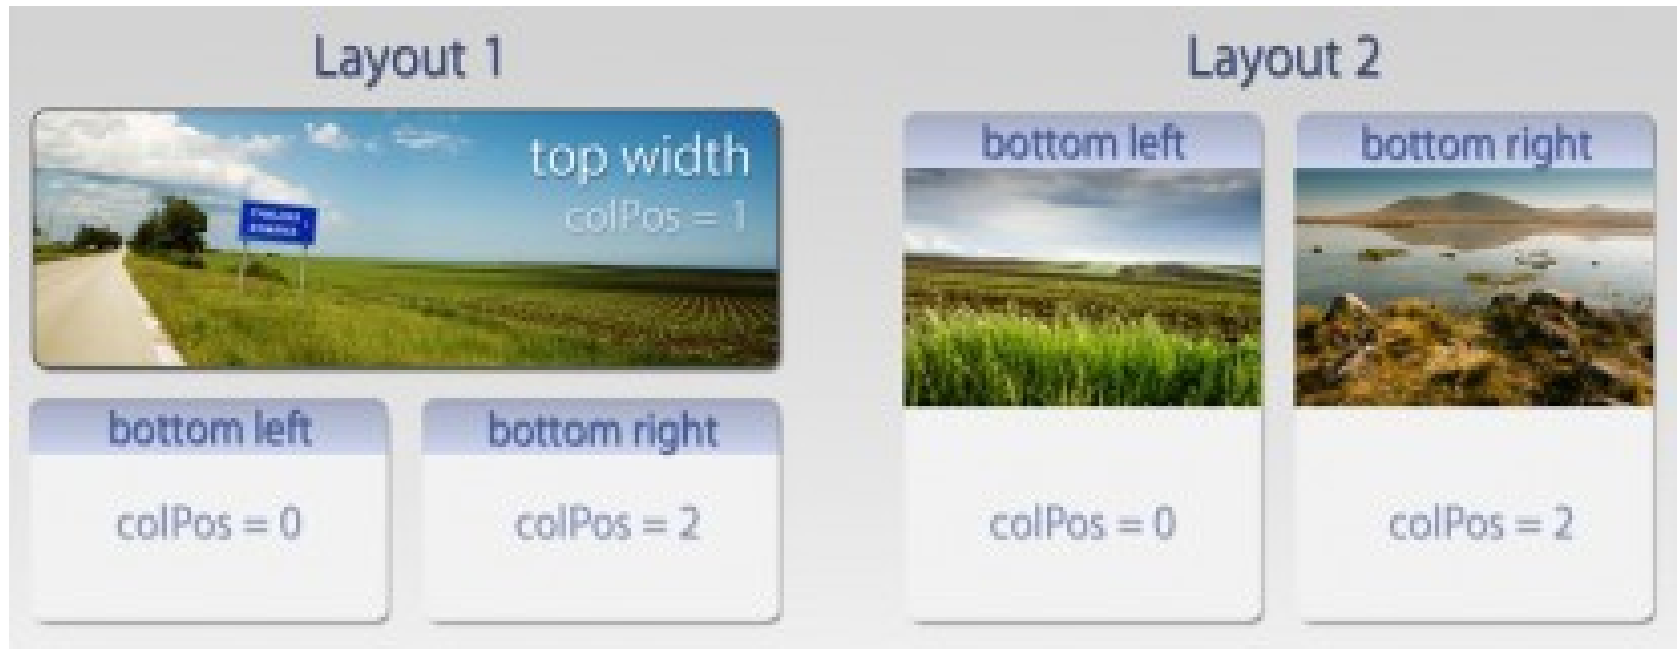 Layout 1
top width
colPos = 1
bottom left
bottom right
colPos = 0
colPos = 2
Layout 2
bottom left
bottom right
colPos = 0
colPos = 2